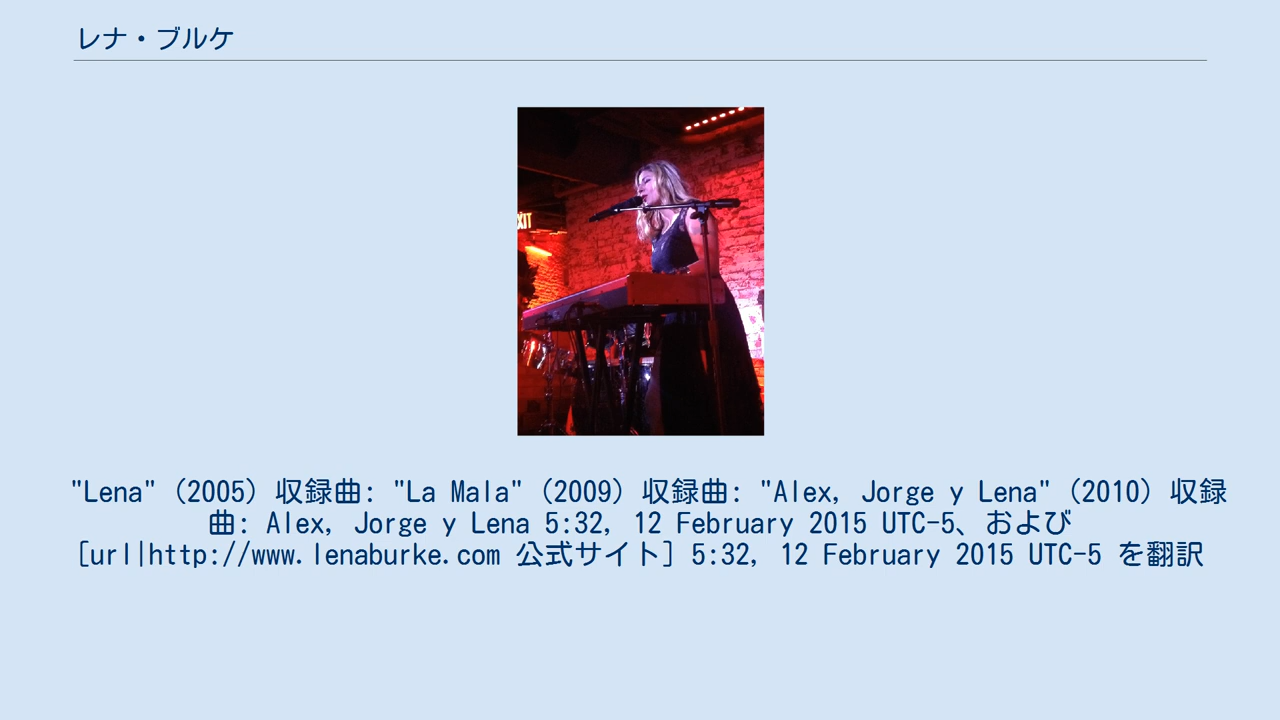 レナ・ブルケ
XIT
"Lena"（2005）収録曲: "La Mala"（2009）収録曲: "Alex, Jorge y Lena"（2010）収録
曲: Alex, Jorge y Lena 5:32, 12 February 2015 UTC-5、および
[url|http://www.lenaburke.com 公式サイト] 5:32, 12 February 2015 UTC-5 を翻訳